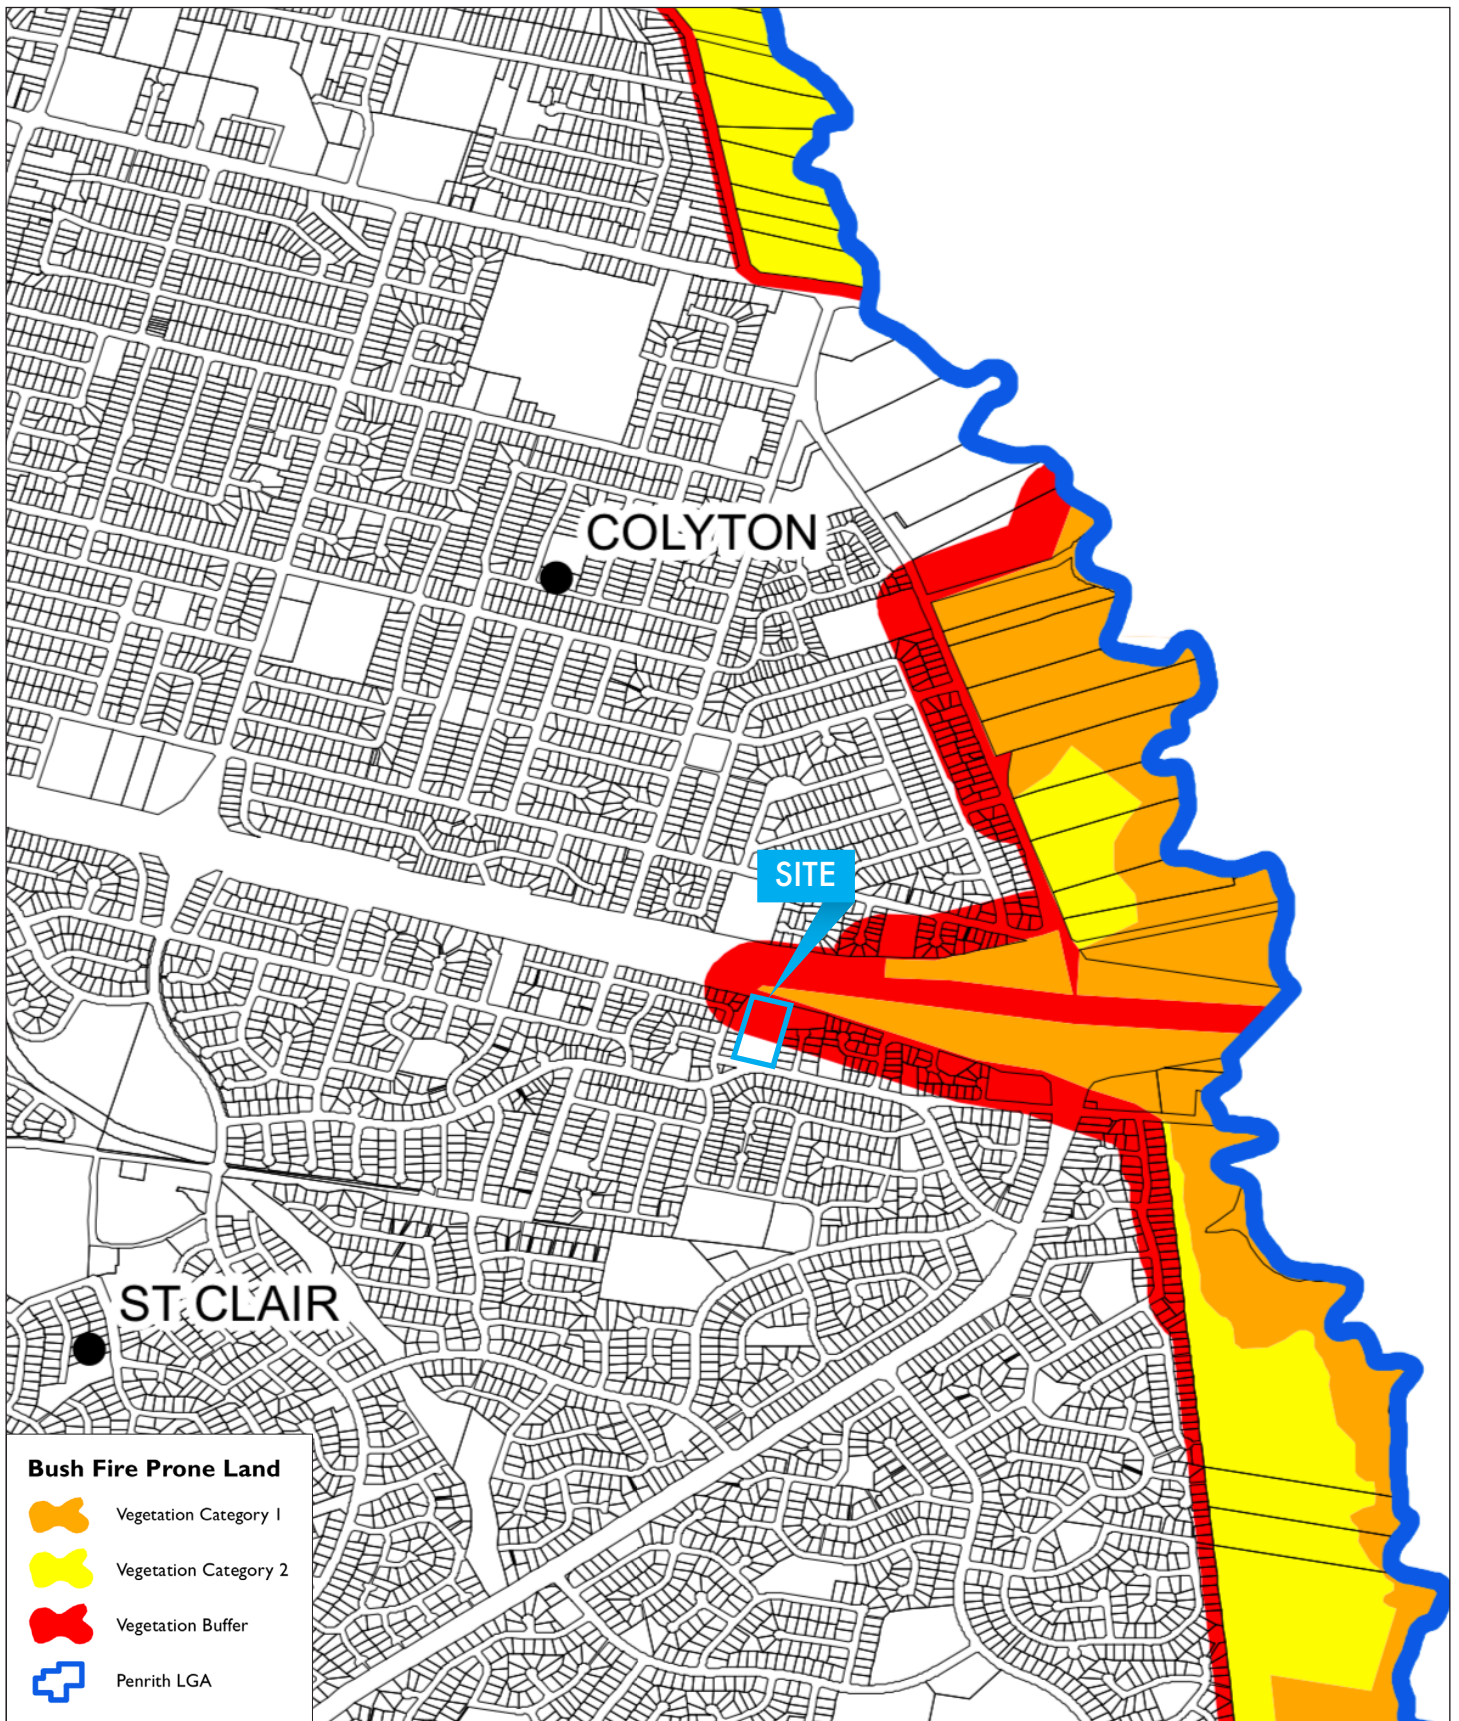 COLYTON
SITE
ST CLAIR
Bush Fire Prone Land
Vegetation Category 1
Vegetation Category 2
Vegetation Buffer
Penrith LGA